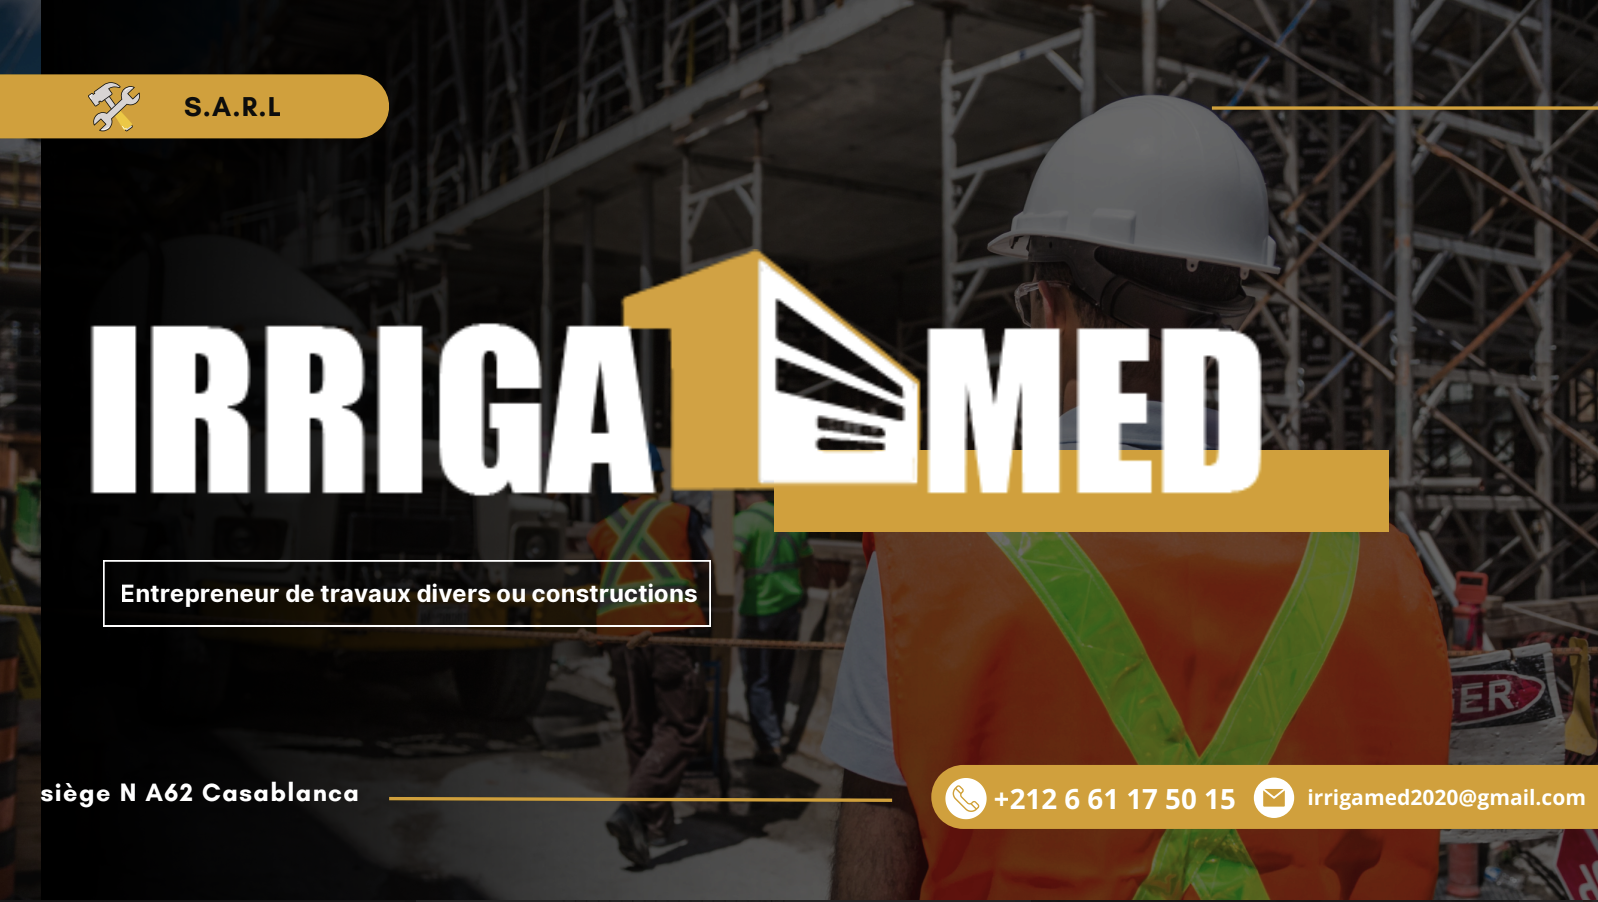 S.A.R.L
IRRIGA MED
Entrepreneur de travaux divers ou constructions
siège N A62 Casablanca
+212 6 61 17 50 15
irrigamed2020@gmail.com
GER